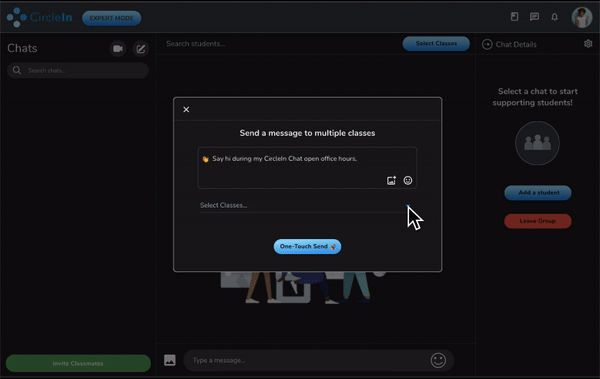 CircleIn
EXPERT MODE
Chats
Search chats...
Search students...
Select Classes
Chat Details
Send a message to multiple classes
👋 Say hi during my CircleIn Chat open office hours.
Select Classes...
One-Touch Send 🚀
Select a chat to start
supporting students!
Add a student
Leave Group
Invite Classmates
Type a message...